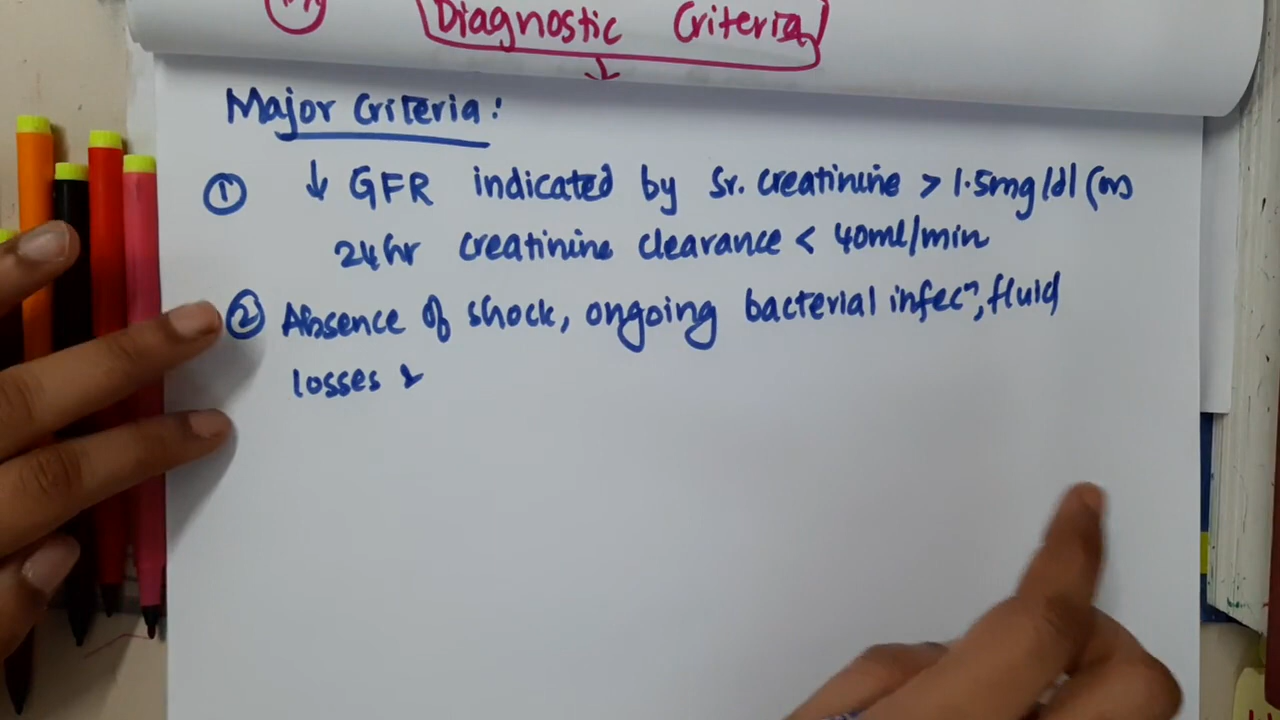 Diagnostic Criteria
Major Criteria:
① ↓ GFR indicated by Sr. creatinine > 1.5mg/dl (or)
24hr creatinine clearance < 40ml/min
② Absence of shock, ongoing bacterial infecⁿ, fluid
losses &